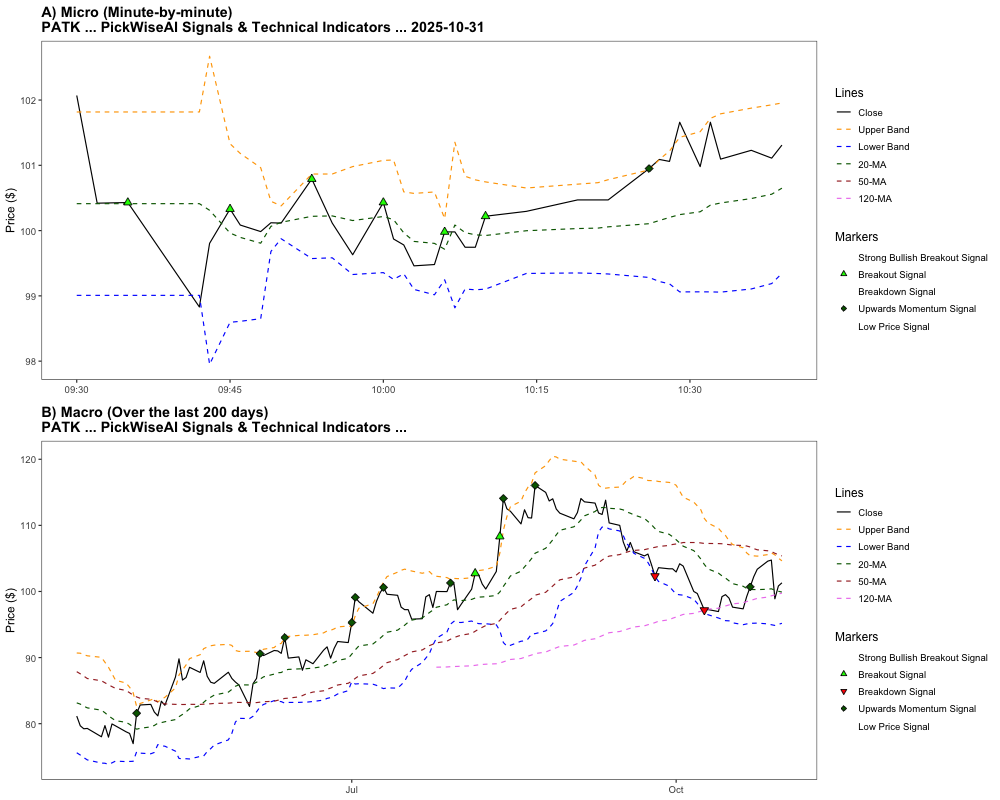 A) Micro (Minute-by-minute)
PATK ... PickWiseAI Signals & Technical Indicators ... 2025-10-31
Price ($)
102
101
100
99
98
09:30
09:45
10:00
10:15
10:30
Lines
Close
Upper Band
Lower Band
20-MA
50-MA
120-MA
Markers
Strong Bullish Breakout Signal
Breakout Signal
Breakdown Signal
Upwards Momentum Signal
Low Price Signal
B) Macro (Over the last 200 days)
PATK ... PickWiseAI Signals & Technical Indicators ...
Price ($)
120
110
100
90
80
Jul
Oct
Lines
Close
Upper Band
Lower Band
20-MA
50-MA
120-MA
Markers
Strong Bullish Breakout Signal
Breakout Signal
Breakdown Signal
Upwards Momentum Signal
Low Price Signal